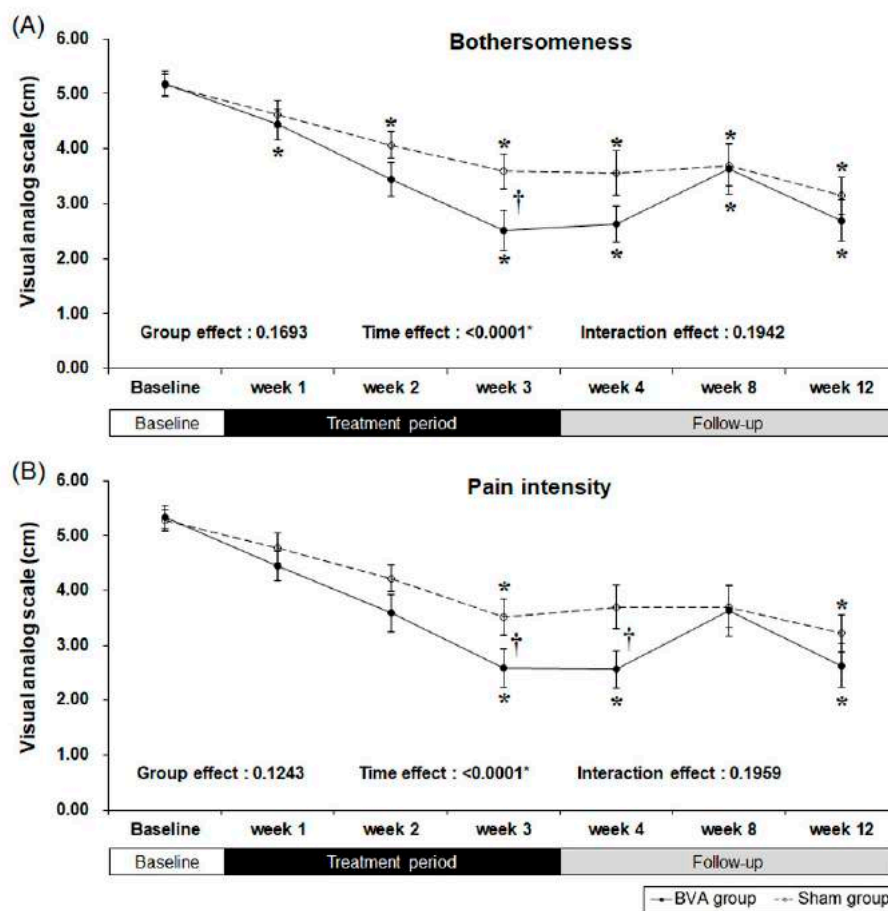 (A)
Bothersomeness
Visual analog scale (cm)
6.00
5.00
4.00
3.00
2.00
1.00
0.00
* * * * * *
†
* * * *
Group effect : 0.1693 Time effect : <0.0001* Interaction effect : 0.1942
Baseline week 1 week 2 week 3 week 4 week 8 week 12
Baseline Treatment period Follow-up
(B)
Pain intensity
Visual analog scale (cm)
6.00
5.00
4.00
3.00
2.00
1.00
0.00
* *
† †
* * *
Group effect : 0.1243 Time effect : <0.0001* Interaction effect : 0.1959
Baseline week 1 week 2 week 3 week 4 week 8 week 12
Baseline Treatment period Follow-up
BVA group Sham group